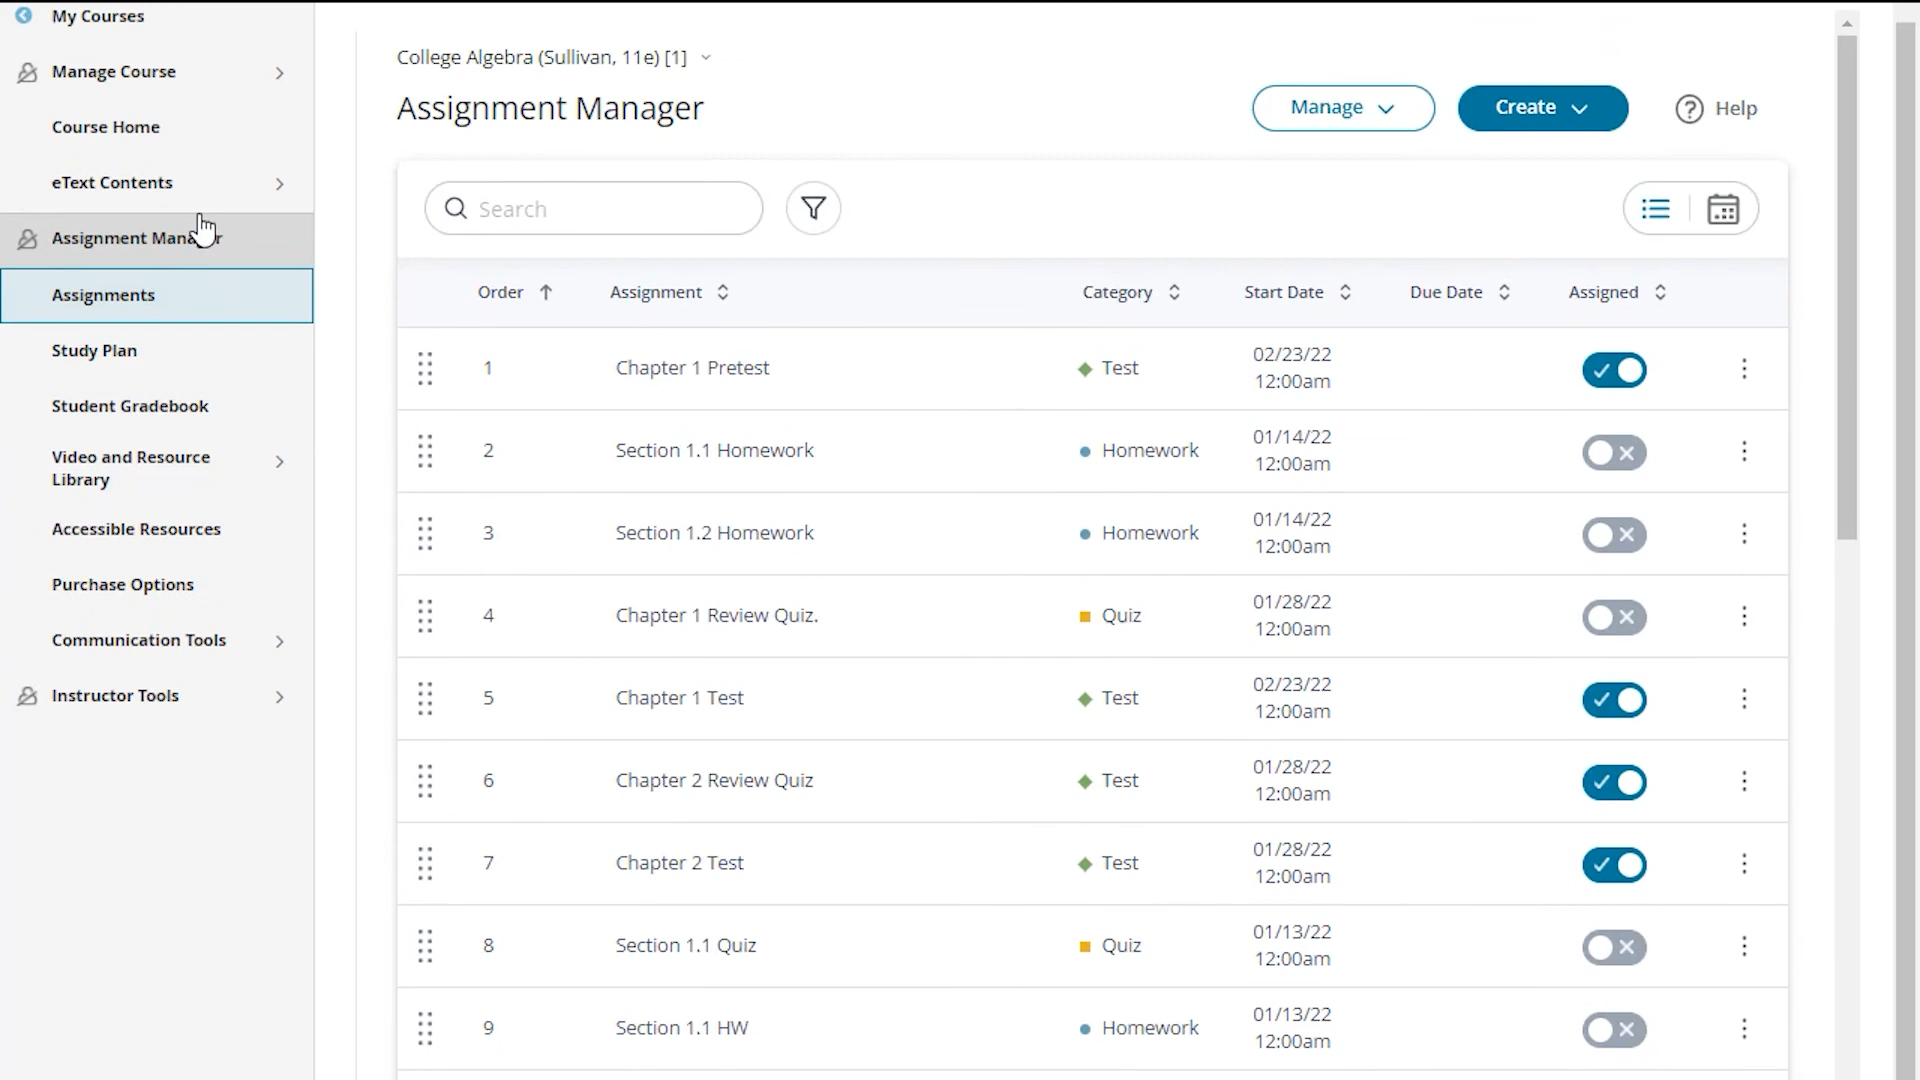 My Courses
Manage Course
Course Home
eText Contents
Assignment Manager
Assignments
Study Plan
Student Gradebook
Video and Resource
Library
Accessible Resources
Purchase Options
Communication Tools
Instructor Tools
College Algebra (Sullivan, 11e) [1]
Assignment Manager
Manage
Create
? Help
Search
Order Assignment Category Start Date Due Date Assigned
1 Chapter 1 Pretest Test 02/23/22
12:00am
2 Section 1.1 Homework Homework 01/14/22
12:00am
3 Section 1.2 Homework Homework 01/14/22
12:00am
4 Chapter 1 Review Quiz. Quiz 01/28/22
12:00am
5 Chapter 1 Test Test 02/23/22
12:00am
6 Chapter 2 Review Quiz Test 01/28/22
12:00am
7 Chapter 2 Test Test 01/28/22
12:00am
8 Section 1.1 Quiz Quiz 01/13/22
12:00am
9 Section 1.1 HW Homework 01/13/22
12:00am